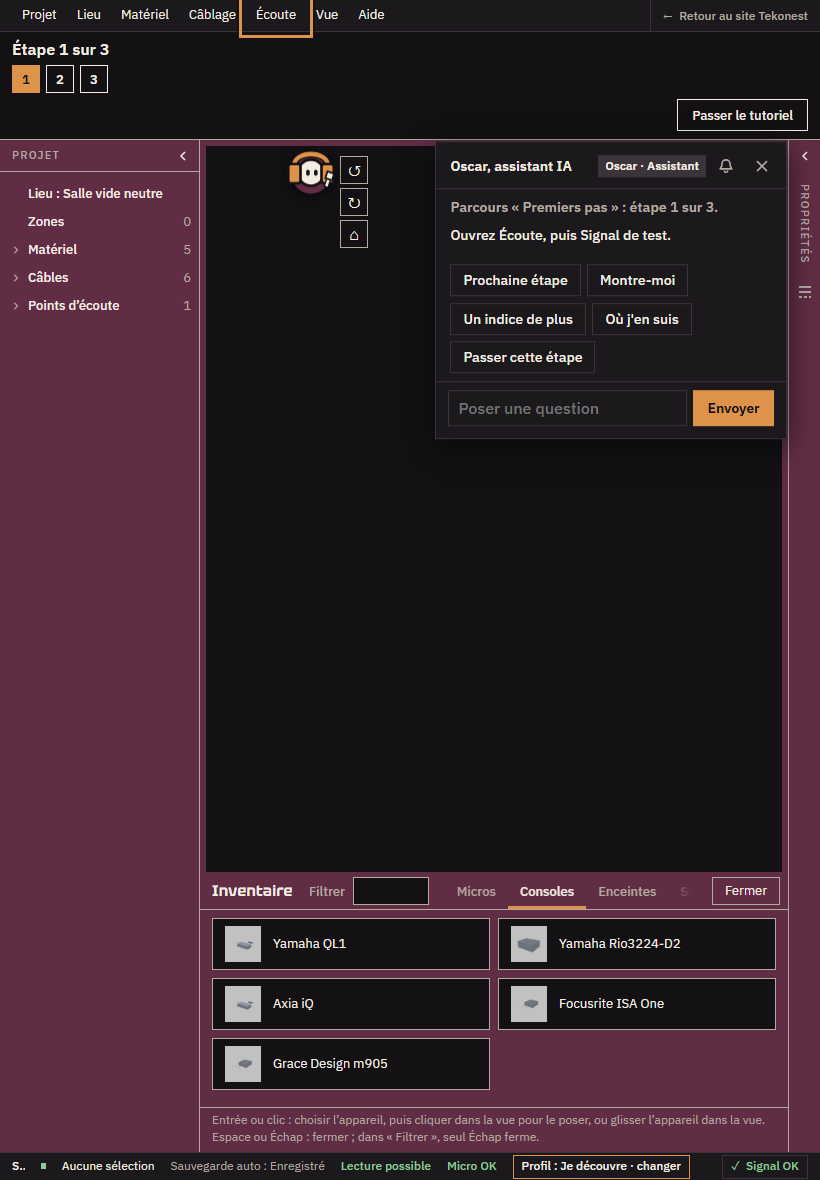 Projet Lieu Matériel Câblage Écoute Vue Aide ← Retour au site Tekonest
Étape 1 sur 3
1 2 3
Passer le tutoriel
PROJET
Lieu : Salle vide neutre
Zones 0
Matériel 5
Câbles 6
Points d'écoute 1
Oscar, assistant IA Oscar · Assistant
Parcours « Premiers pas » : étape 1 sur 3.
Ouvrez Écoute, puis Signal de test.
Prochaine étape Montre-moi
Un indice de plus Où j'en suis
Passer cette étape
Poser une question Envoyer
PROPRIÉTÉS
Inventaire Filtrer Micros Consoles Enceintes Fermer
Yamaha QL1 Yamaha Rio3224-D2
Axia iQ Focusrite ISA One
Grace Design m905
Entrée ou clic : choisir l'appareil, puis cliquer dans la vue pour le poser, ou glisser l'appareil dans la vue.
Espace ou Échap : fermer ; dans « Filtrer », seul Échap ferme.
S.. Aucune sélection Sauvegarde auto : Enregistré Lecture possible Micro OK Profil : Je découvre · changer ✓ Signal OK